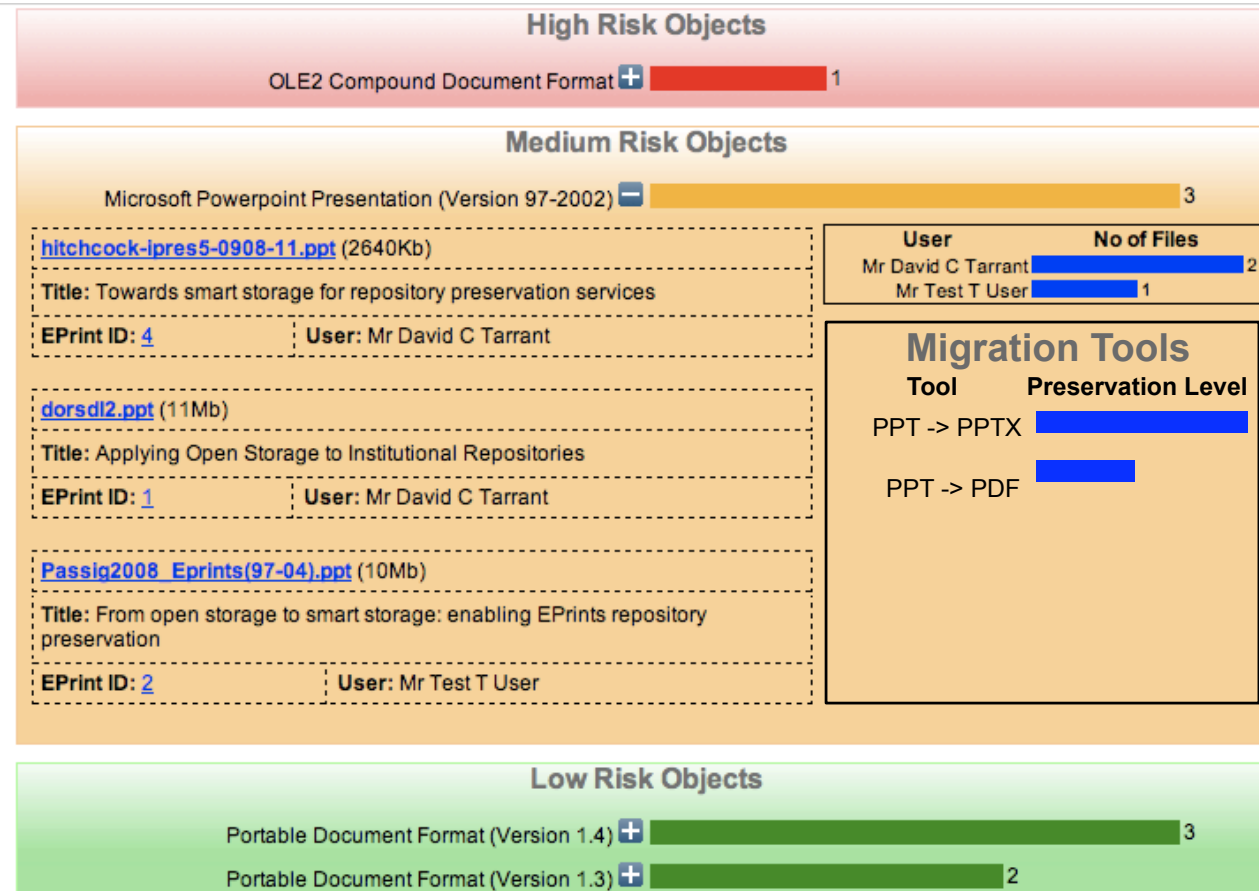 High Risk Objects
OLE2 Compound Document Format 1
Medium Risk Objects
Microsoft Powerpoint Presentation (Version 97-2002) 3
hitchcock-ipres5-0908-11.ppt (2640Kb)
Title: Towards smart storage for repository preservation services
EPrint ID: 4 User: Mr David C Tarrant
dorsdl2.ppt (11Mb)
Title: Applying Open Storage to Institutional Repositories
EPrint ID: 1 User: Mr David C Tarrant
Passig2008_Eprints(97-04).ppt (10Mb)
Title: From open storage to smart storage: enabling EPrints repository
preservation
EPrint ID: 2 User: Mr Test T User
User No of Files
Mr David C Tarrant 2
Mr Test T User 1
Migration Tools
Tool Preservation Level
PPT -> PPTX
PPT -> PDF
Low Risk Objects
Portable Document Format (Version 1.4) 3
Portable Document Format (Version 1.3) 2